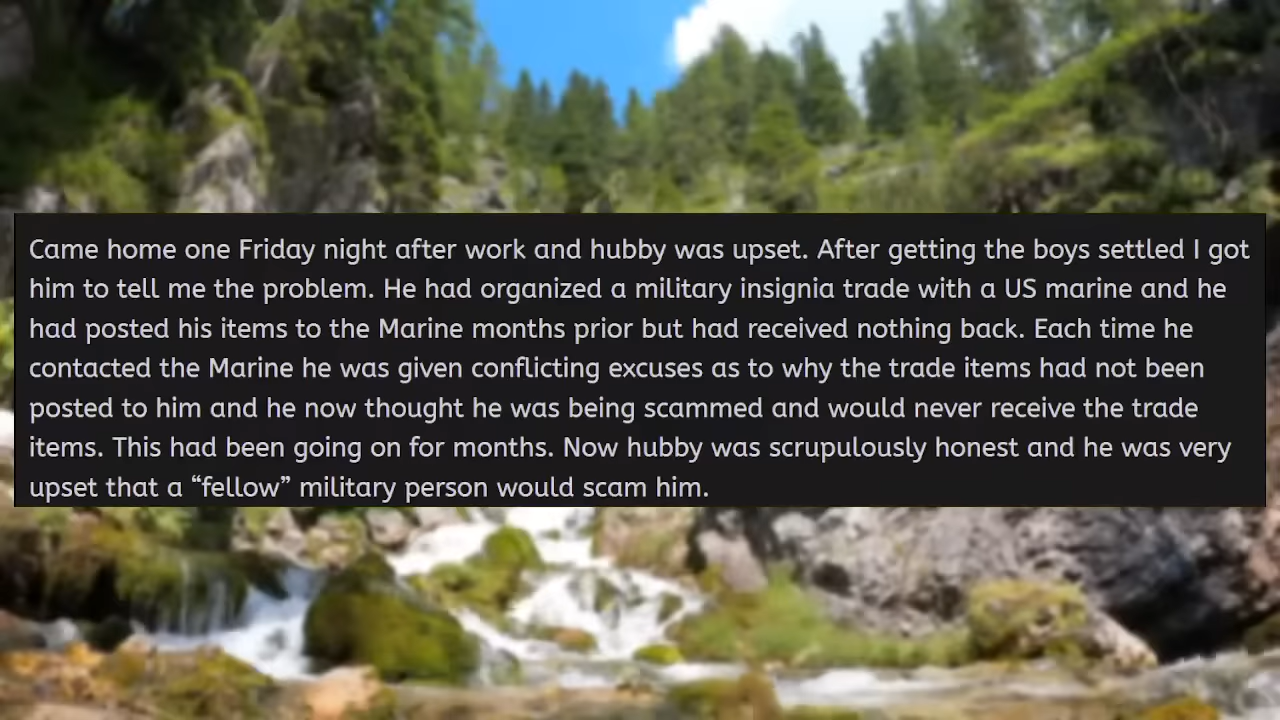 Came home one Friday night after work and hubby was upset. After getting the boys settled I got
him to tell me the problem. He had organized a military insignia trade with a US marine and he
had posted his items to the Marine months prior but had received nothing back. Each time he
contacted the Marine he was given conflicting excuses as to why the trade items had not been
posted to him and he now thought he was being scammed and would never receive the trade
items. This had been going on for months. Now hubby was scrupulously honest and he was very
upset that a “fellow” military person would scam him.